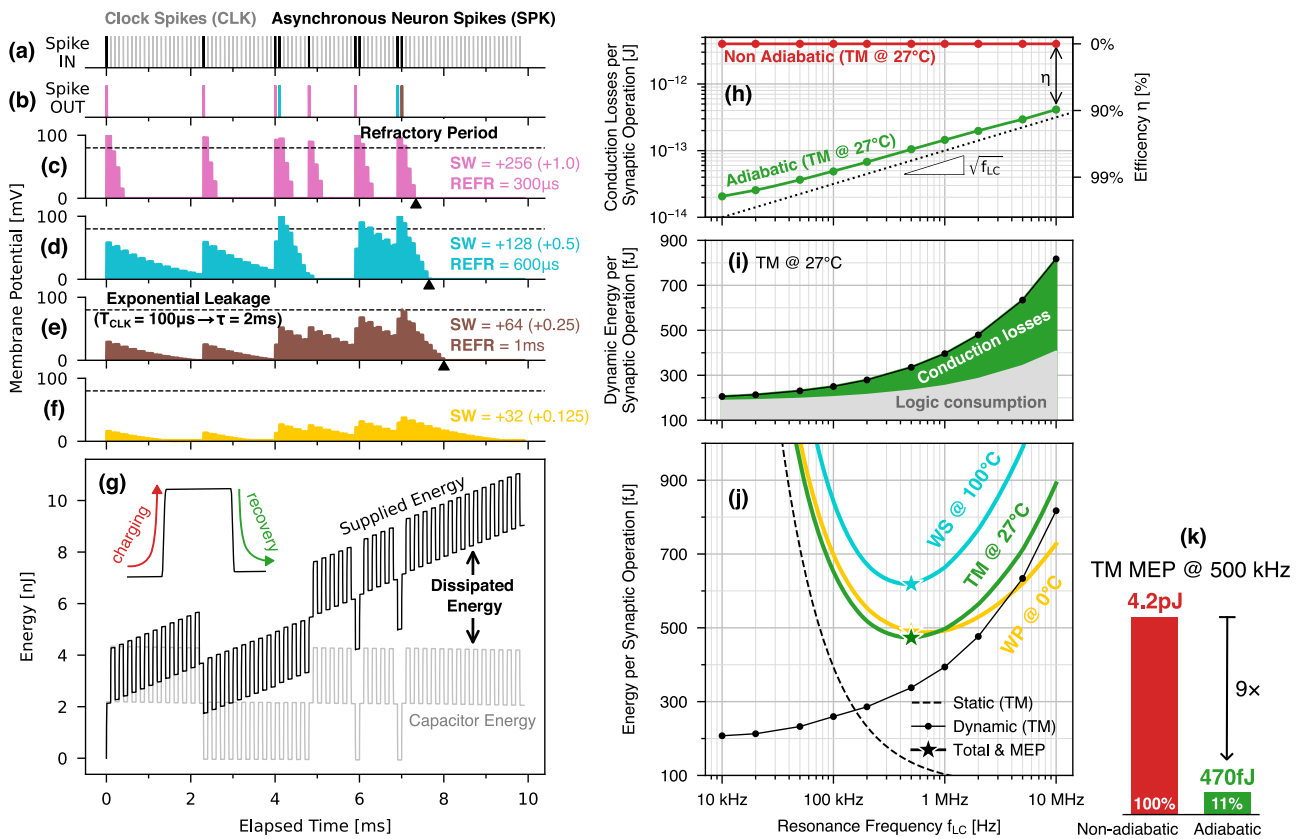 Clock Spikes (CLK)
Asynchronous Neuron Spikes (SPK)
(a)
Spike
IN
(b)
Spike
OUT
Membrane Potential [mV]
100
(c)
0
Refractory Period
SW = +256 (+1.0)
REFR = 300µs
100
(d)
0
SW = +128 (+0.5)
REFR = 600µs
100
(e)
0
Exponential Leakage
(T_CLK = 100µs → τ = 2ms)
SW = +64 (+0.25)
REFR = 1ms
100
(f)
0
SW = +32 (+0.125)
(g)
Energy [nJ]
10
8
6
4
2
0
charging
recovery
Supplied Energy
Dissipated
Energy
Capacitor Energy
0
2
4
6
8
10
Elapsed Time [ms]
Conduction Losses per
Synaptic Operation [J]
10⁻¹²
10⁻¹³
10⁻¹⁴
Non Adiabatic (TM @ 27°C)
(h)
Adiabatic (TM @ 27°C)
√f_LC
η
0%
90%
99%
Efficency η [%]
Dynamic Energy per
Synaptic Operation [fJ]
900
700
500
300
100
(i)
TM @ 27°C
Conduction losses
Logic consumption
Energy per Synaptic Operation [fJ]
900
700
500
300
100
(j)
WS @ 100°C
TM @ 27°C
WP @ 0°C
Static (TM)
Dynamic (TM)
Total & MEP
10 kHz
100 kHz
1 MHz
10 MHz
Resonance Frequency f_LC [Hz]
(k)
TM MEP @ 500 kHz
4.2pJ
9×
470fJ
100%
11%
Non-adiabatic
Adiabatic